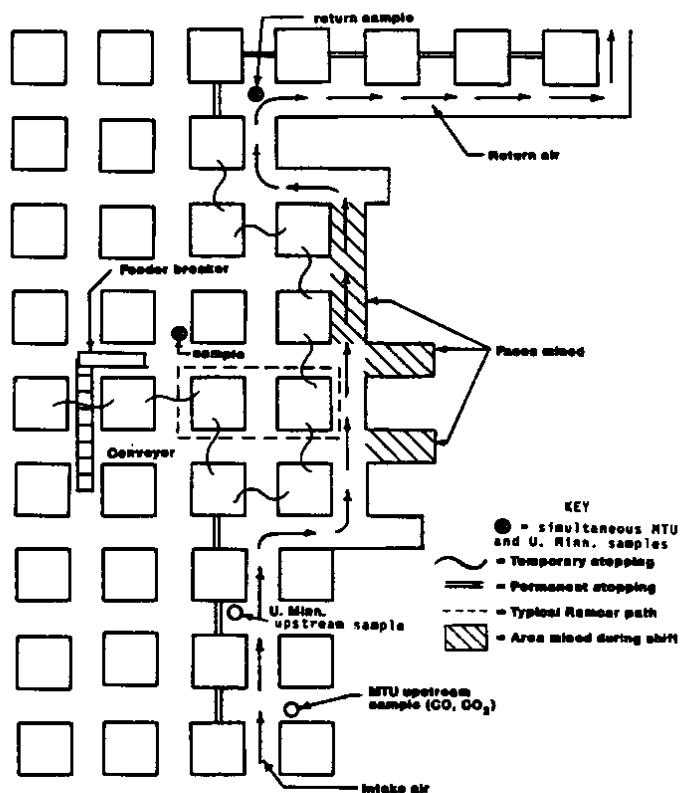 return sample
Return air
Feeder breaker
sample
Faces mined
Conveyor
KEY
= simultaneous MTU
and U. Minn. samples
= Temporary stopping
= Permanent stopping
= Typical Ramcar path
= Area mined during shift
U. Minn.
upstream sample
MTU upstream
sample (CO, CO₂)
Intake air